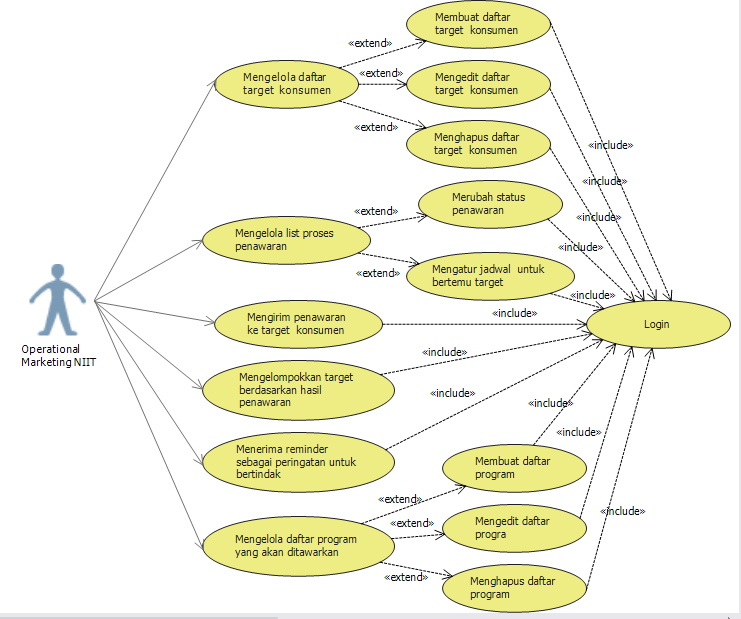 Membuat daftar
target konsumen
«extend»
Mengelola daftar
target konsumen
«extend»
Mengedit daftar
target konsumen
«extend»
Menghapus daftar
target konsumen
«include»
«include»
«include»
Merubah status
penawaran
«extend»
Mengelola list proses
penawaran
«include»
«extend»
Mengatur jadwal untuk
bertemu target
«include»
Operational
Marketing NIIT
Mengirim penawaran
ke target konsumen
«include»
Login
Mengelompokkan target
berdasarkan hasil
penawaran
«include»
«include»
«include»
Menerima reminder
sebagai peringatan untuk
bertindak
«include»
Membuat daftar
program
«extend»
Mengelola daftar program
yang akan ditawarkan
«extend»
Mengedit daftar
progra
«include»
«extend»
Menghapus daftar
program